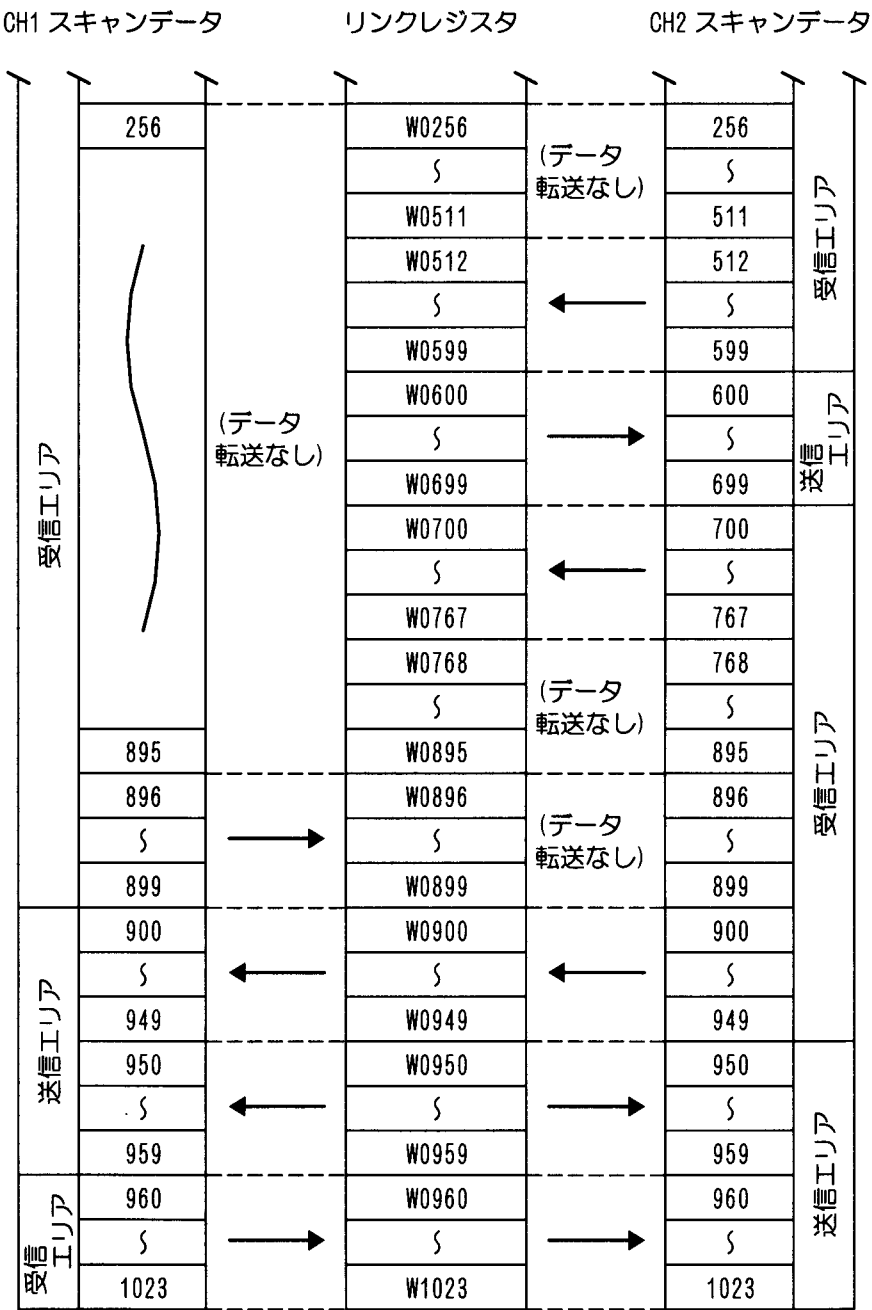 CH1 スキャンデータ リンクレジスタ CH2 スキャンデータ
256 W0256 256
(データ
転送なし)
∫ ∫
W0511 511
W0512 512
∫ ∫
W0599 599
受信エリア
W0600 600
∫ ∫
W0699 699
送信
エリア
(データ
転送なし)
受信エリア
W0700 700
∫ ∫
W0767 767
W0768 768
(データ
転送なし)
∫ ∫
895 W0895 895
896 W0896 896
(データ
転送なし)
∫ ∫ ∫
899 W0899 899
受信エリア
900 W0900 900
∫ ∫ ∫
949 W0949 949
送信エリア
950 W0950 950
∫ ∫ ∫
959 W0959 959
960 W0960 960
∫ ∫ ∫
1023 W1023 1023
受信
エリア
送信エリア